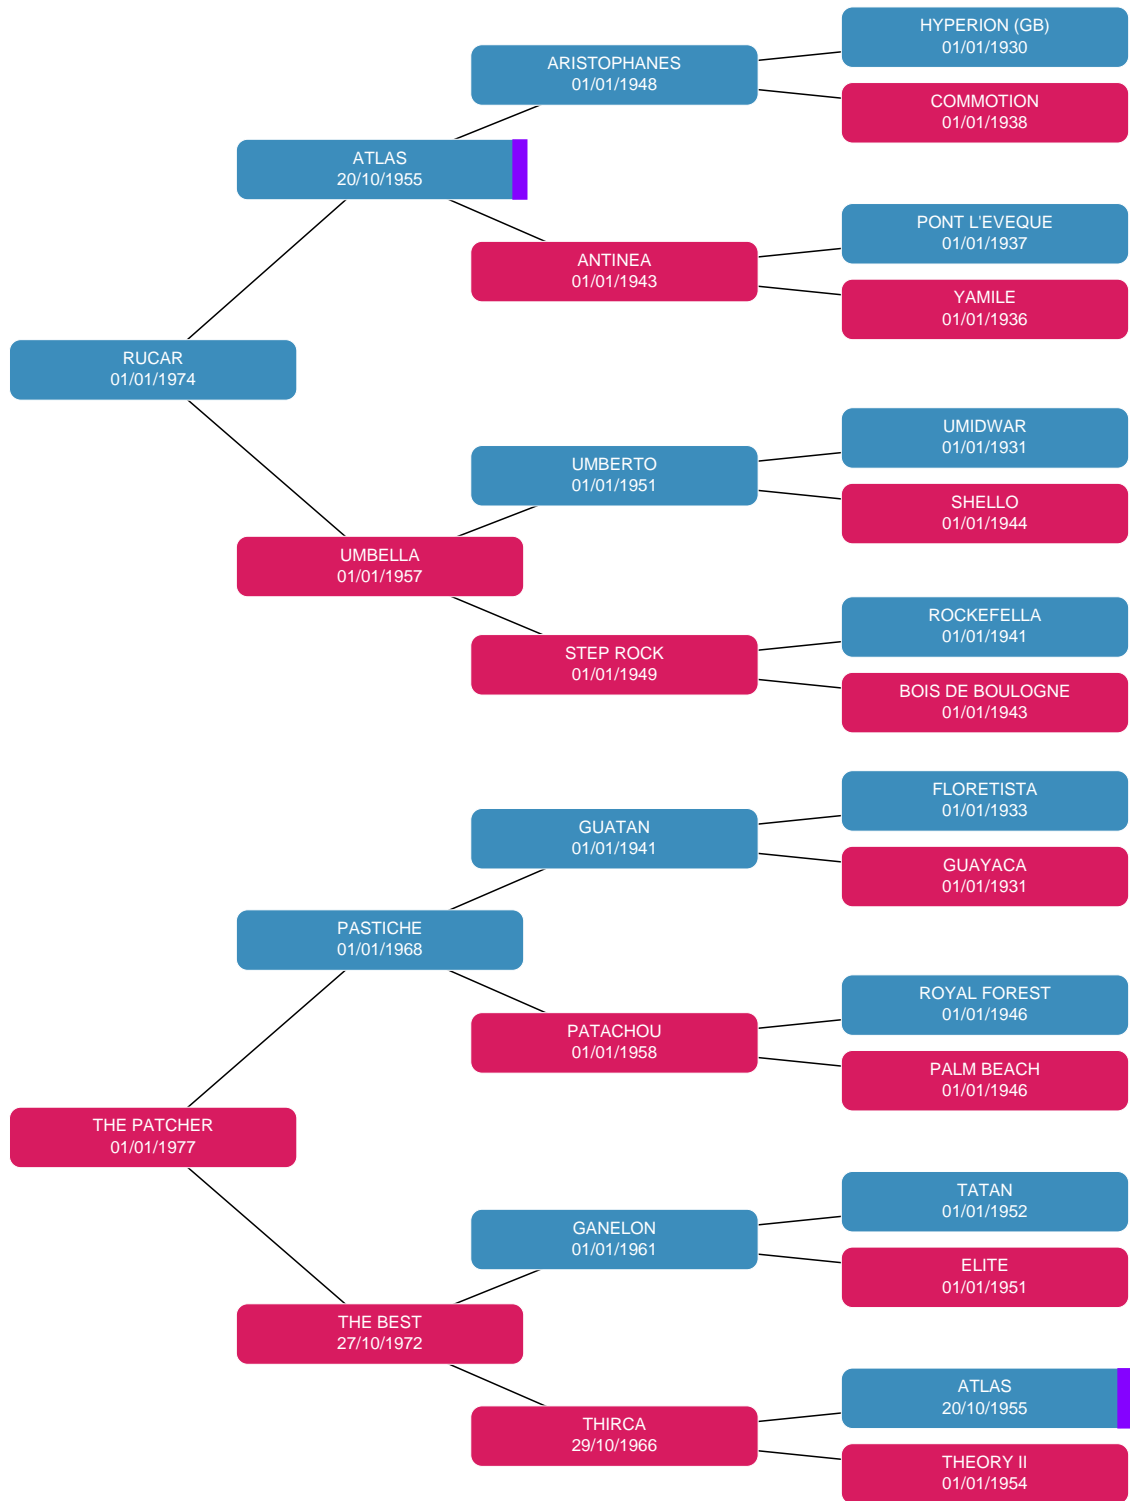 HYPERION (GB)
01/01/1930
ARISTOPHANES
01/01/1948
COMMOTION
01/01/1938
ATLAS
20/10/1955
PONT L'EVEQUE
01/01/1937
ANTINEA
01/01/1943
YAMILE
01/01/1936
RUCAR
01/01/1974
UMIDWAR
01/01/1931
UMBERTO
01/01/1951
SHELLO
01/01/1944
UMBELLA
01/01/1957
ROCKEFELLA
01/01/1941
STEP ROCK
01/01/1949
BOIS DE BOULOGNE
01/01/1943
FLORETISTA
01/01/1933
GUATAN
01/01/1941
GUAYACA
01/01/1931
PASTICHE
01/01/1968
ROYAL FOREST
01/01/1946
PATACHOU
01/01/1958
PALM BEACH
01/01/1946
THE PATCHER
01/01/1977
TATAN
01/01/1952
GANELON
01/01/1961
ELITE
01/01/1951
THE BEST
27/10/1972
ATLAS
20/10/1955
THIRCA
29/10/1966
THEORY II
01/01/1954